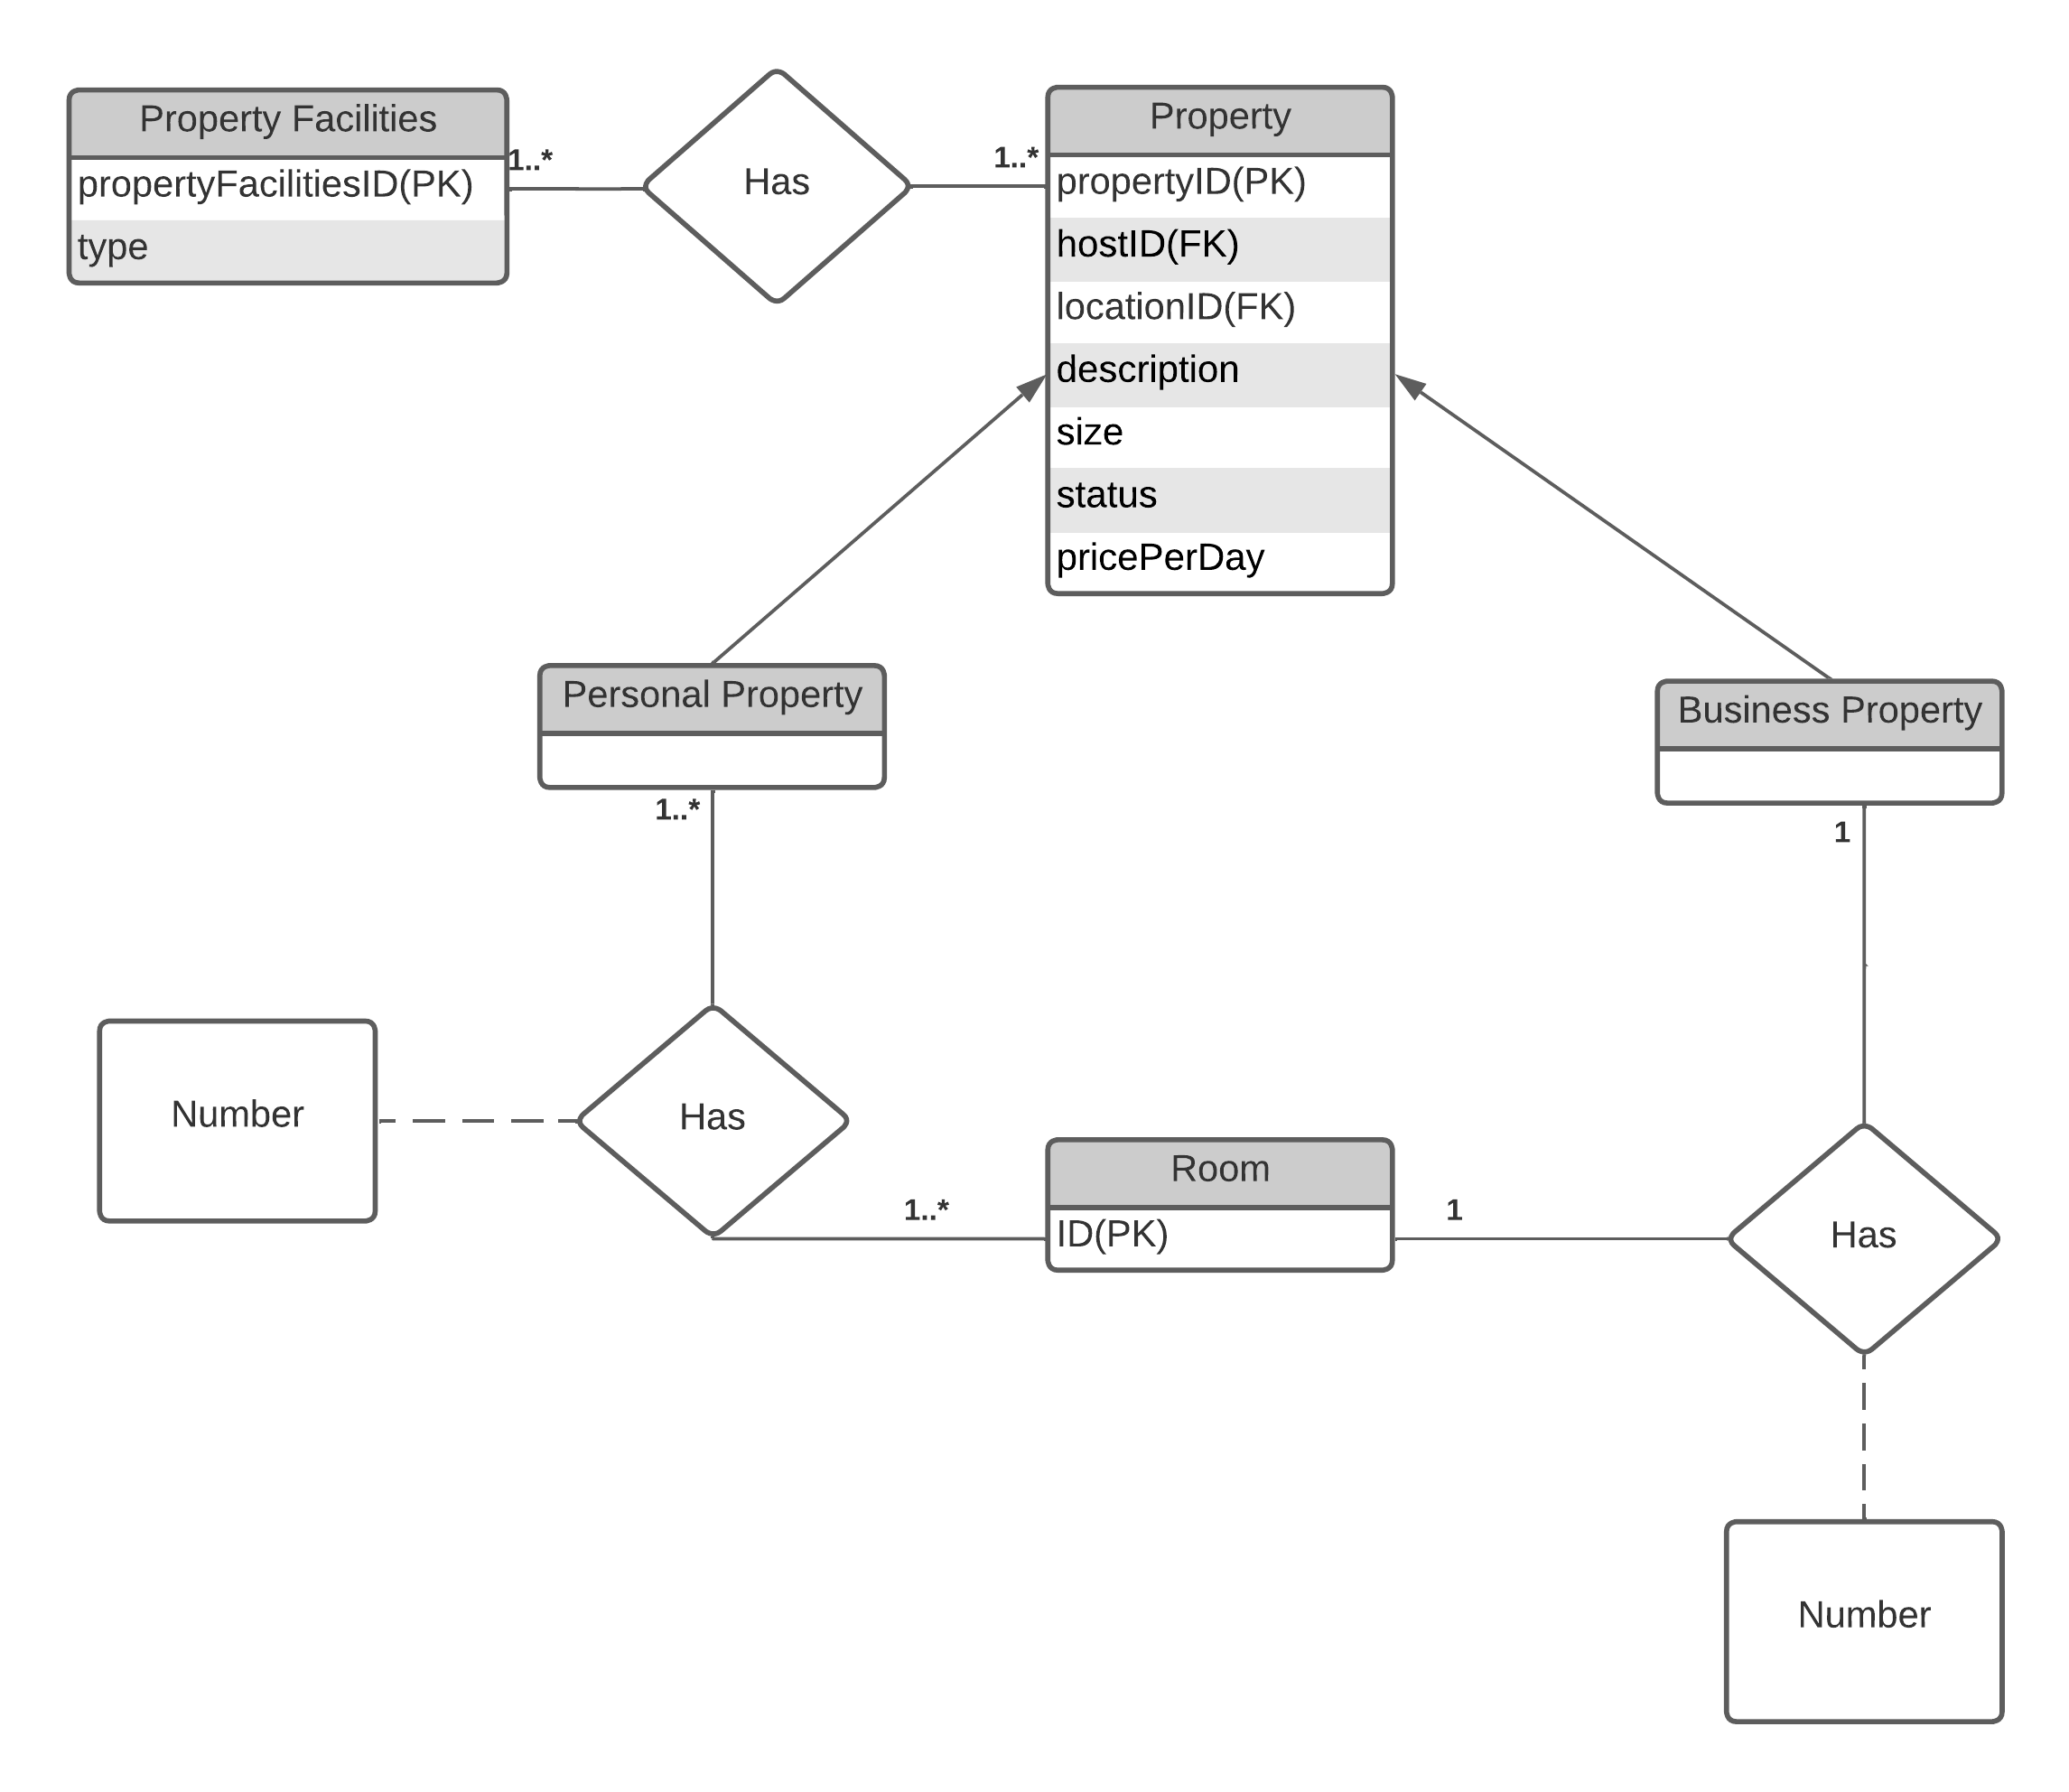 Property Facilities
propertyFacilitiesID(PK)
type
1..*
Has
1..*
Property
propertyID(PK)
hostID(FK)
locationID(FK)
description
size
status
pricePerDay
Personal Property
1..*
Business Property
1
Number
Has
1..*
Room
ID(PK)
1
Has
Number